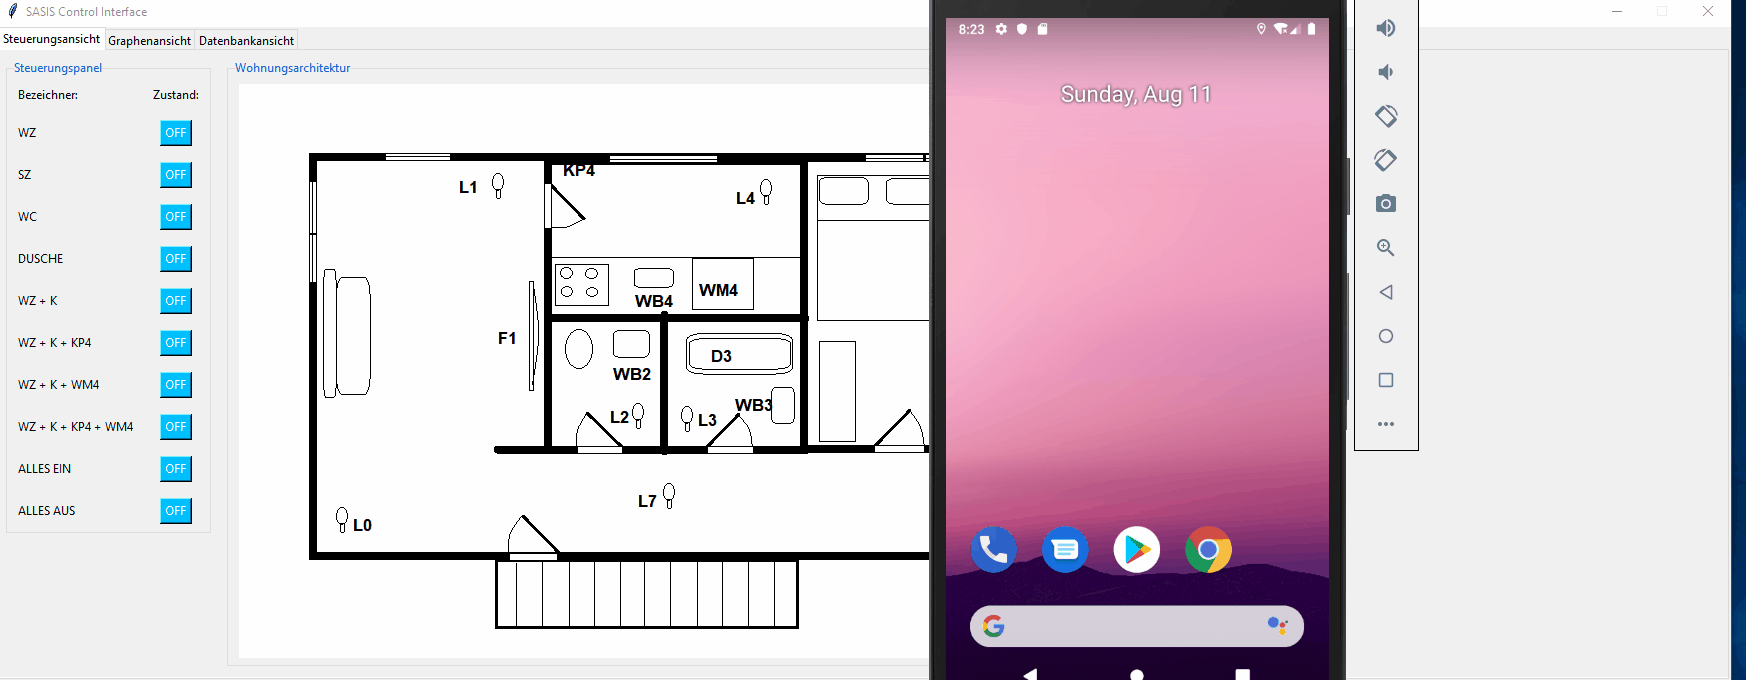 SASIS Control Interface
Steuerungsansicht Graphenansicht Datenbankansicht
Steuerungspanel
Bezeichner: Zustand:
WZ OFF
SZ OFF
WC OFF
DUSCHE OFF
WZ + K OFF
WZ + K + KP4 OFF
WZ + K + WM4 OFF
WZ + K + KP4 + WM4 OFF
ALLES EIN OFF
ALLES AUS OFF
Wohnungsarchitektur
KP4
L1
L4
WM4
WB4
F1
D3
WB2
WB3
L2
L3
L7
L0
8:23
Sunday, Aug 11